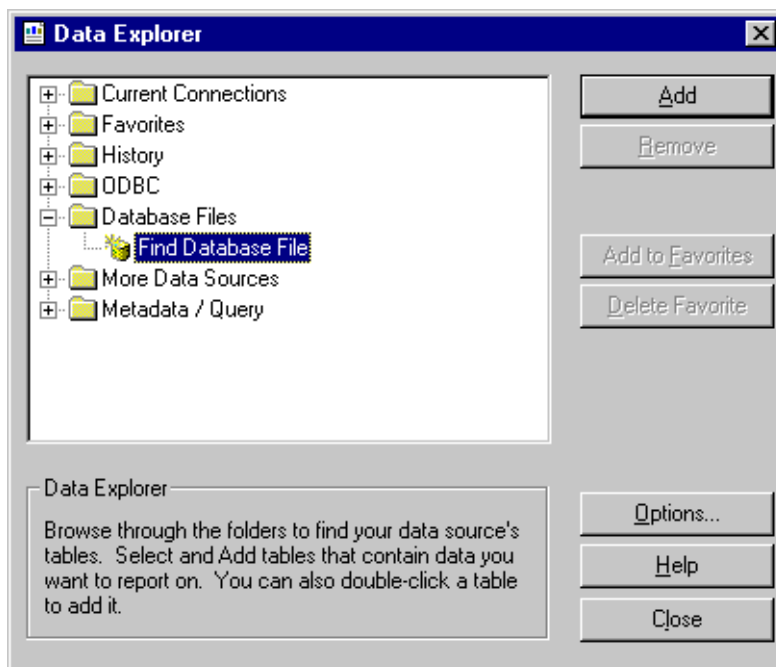 Data Explorer
Current Connections
Favorites
History
ODBC
Database Files
Find Database File
More Data Sources
Metadata / Query
Add
Remove
Add to Favorites
Delete Favorite
Data Explorer
Browse through the folders to find your data source's
tables. Select and Add tables that contain data you
want to report on. You can also double-click a table
to add it.
Options...
Help
Close